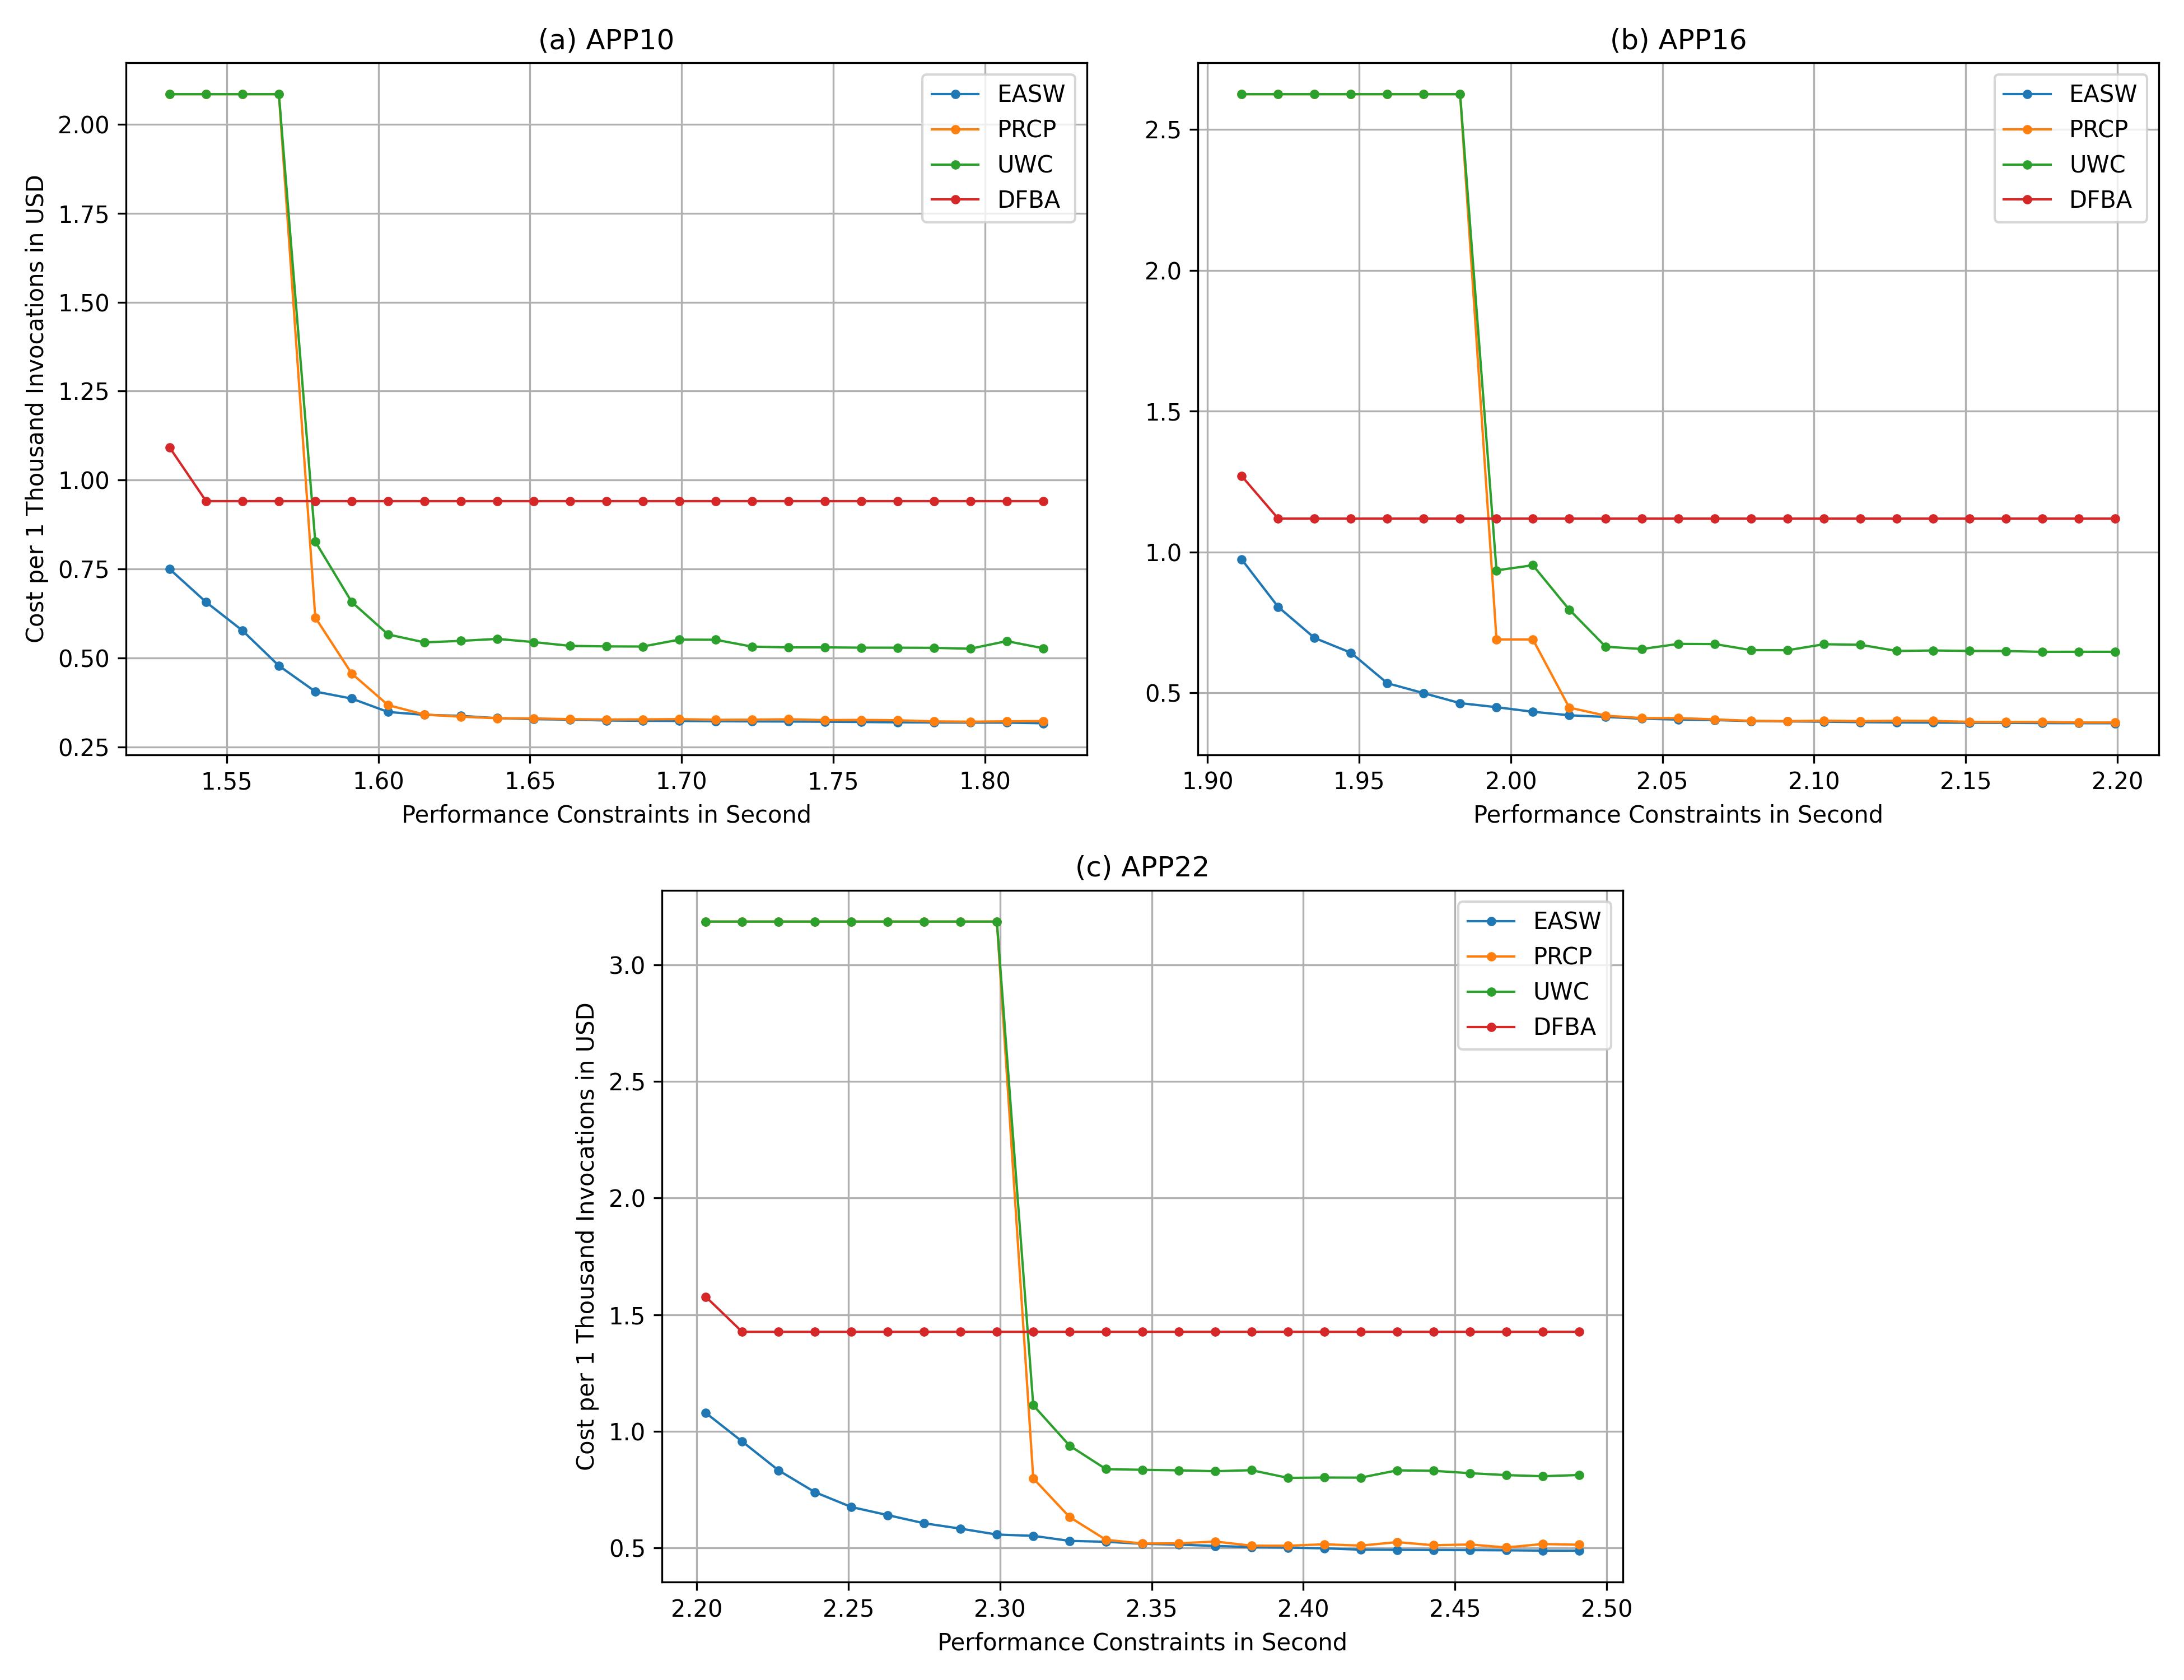 (a) APP10
Cost per 1 Thousand Invocations in USD
2.00
1.75
1.50
1.25
1.00
0.75
0.50
0.25
1.55 1.60 1.65 1.70 1.75 1.80
Performance Constraints in Second
EASW
PRCP
UWC
DFBA
(b) APP16
2.5
2.0
1.5
1.0
0.5
1.90 1.95 2.00 2.05 2.10 2.15 2.20
Performance Constraints in Second
EASW
PRCP
UWC
DFBA
(c) APP22
Cost per 1 Thousand Invocations in USD
3.0
2.5
2.0
1.5
1.0
0.5
2.20 2.25 2.30 2.35 2.40 2.45 2.50
Performance Constraints in Second
EASW
PRCP
UWC
DFBA